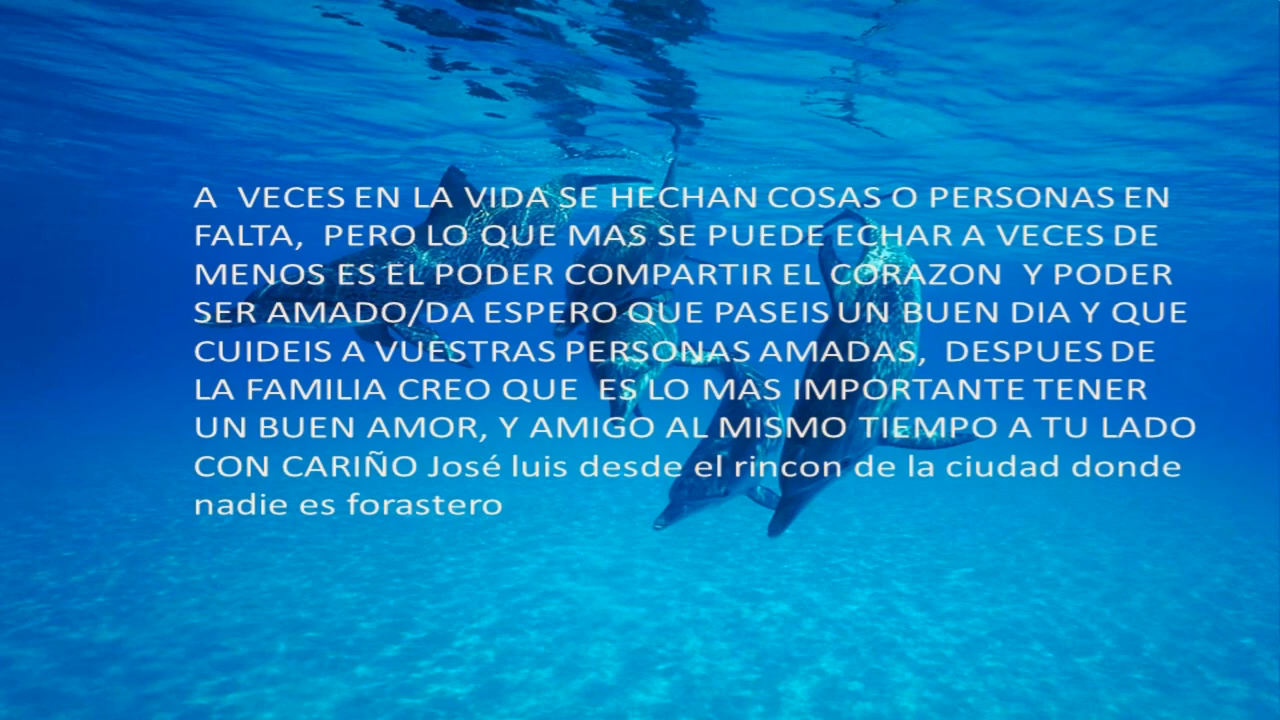 A  VECES EN LA VIDA SE HECHAN COSAS O PERSONAS EN
FALTA,  PERO LO QUE MAS SE PUEDE ECHAR A VECES DE
MENOS ES EL PODER COMPARTIR EL CORAZON  Y PODER
SER AMADO/DA ESPERO QUE PASEIS UN BUEN DIA Y QUE
CUIDEIS A VUESTRAS PERSONAS AMADAS,  DESPUES DE
LA FAMILIA CREO QUE  ES LO MAS IMPORTANTE TENER
UN BUEN AMOR, Y AMIGO AL MISMO TIEMPO A TU LADO
CON CARIÑO José luis desde el rincon de la ciudad donde
nadie es forastero